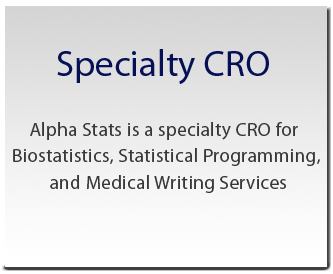 Specialty CRO
Alpha Stats is a specialty CRO for
Biostatistics, Statistical Programming,
and Medical Writing Services